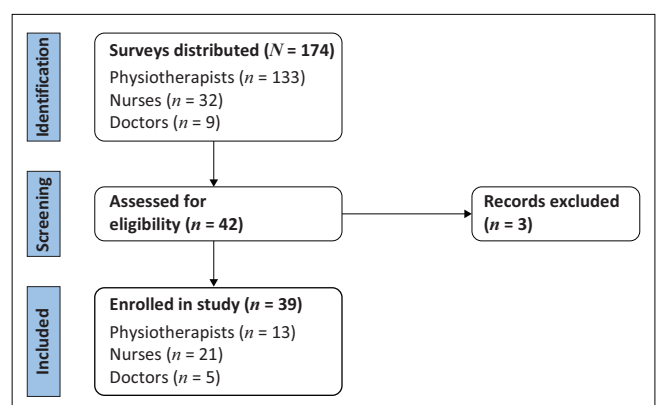 Identification
Surveys distributed (N = 174)
Physiotherapists (n = 133)
Nurses (n = 32)
Doctors (n = 9)
Screening
Assessed for
eligibility (n = 42)
Records excluded
(n = 3)
Included
Enrolled in study (n = 39)
Physiotherapists (n = 13)
Nurses (n = 21)
Doctors (n = 5)